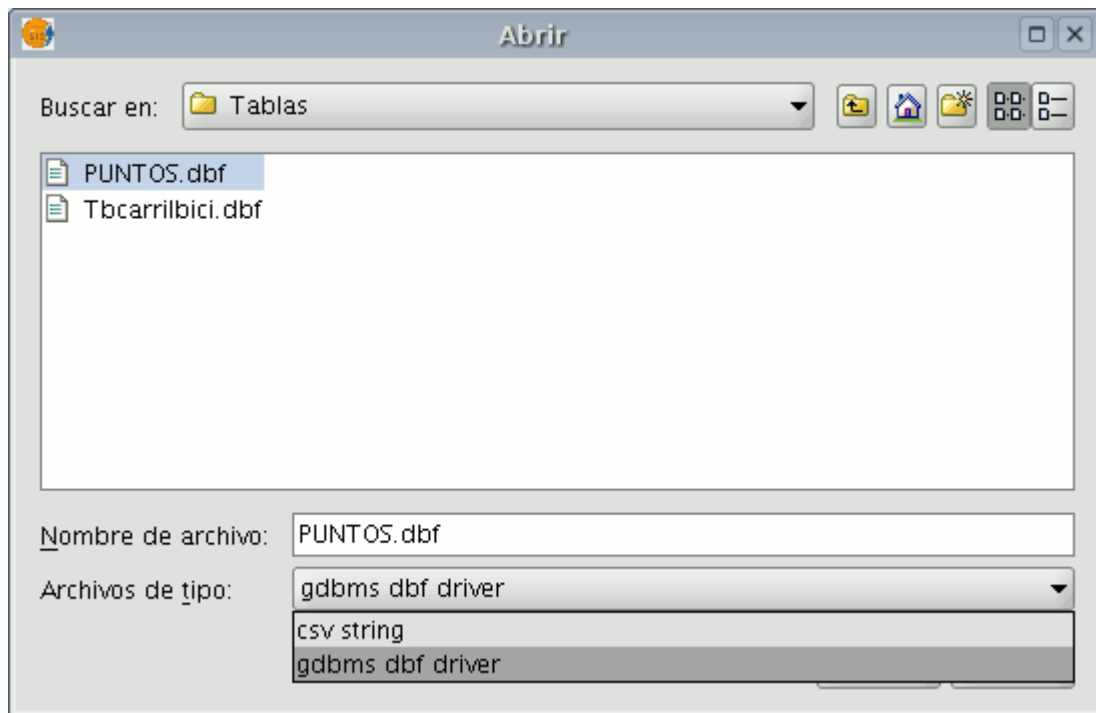 Abrir
Buscar en: Tablas
PUNTOS.dbf
Tbcarrilbici.dbf
Nombre de archivo: PUNTOS.dbf
Archivos de tipo: gdbms dbf driver
csv string
gdbms dbf driver